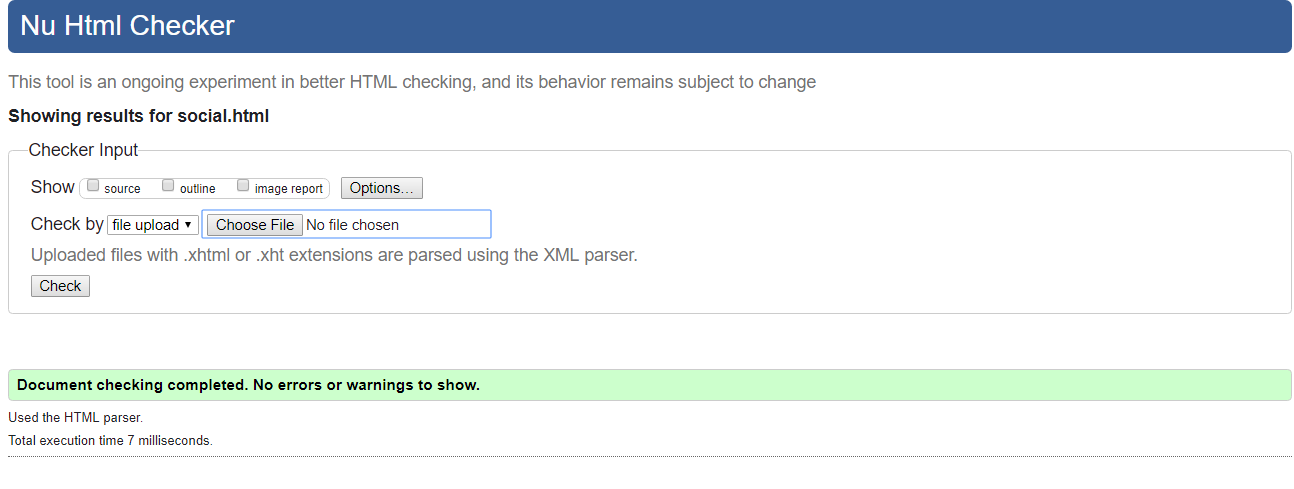 Nu Html Checker
This tool is an ongoing experiment in better HTML checking, and its behavior remains subject to change
Showing results for social.html
Checker Input
Show source outline image report Options...
Check by file upload Choose File No file chosen
Uploaded files with .xhtml or .xht extensions are parsed using the XML parser.
Check
Document checking completed. No errors or warnings to show.
Used the HTML parser.
Total execution time 7 milliseconds.